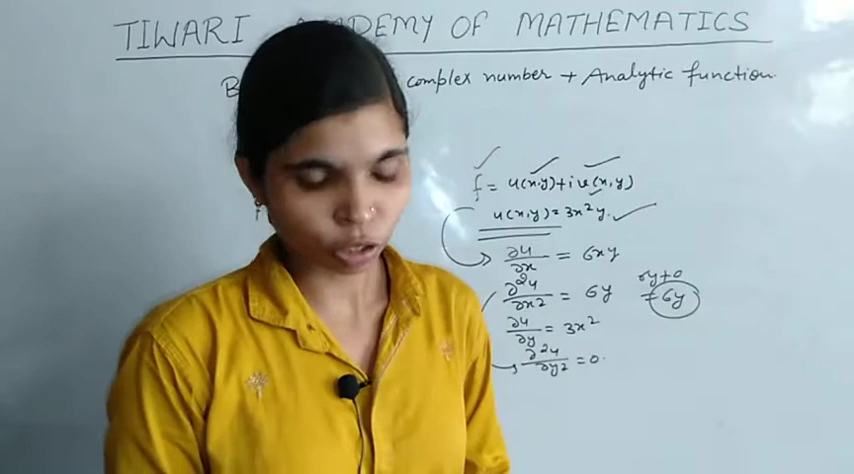 TIWARI ACADEMY OF MATHEMATICS
complex number + Analytic function.
f = u(x,y)+iv(x,y)
u(x,y)=3x²y.
∂u/∂x = 6xy
∂²u/∂x² = 6y
6y+0
=6y
∂u/∂y = 3x²
∂²u/∂y² = 0.